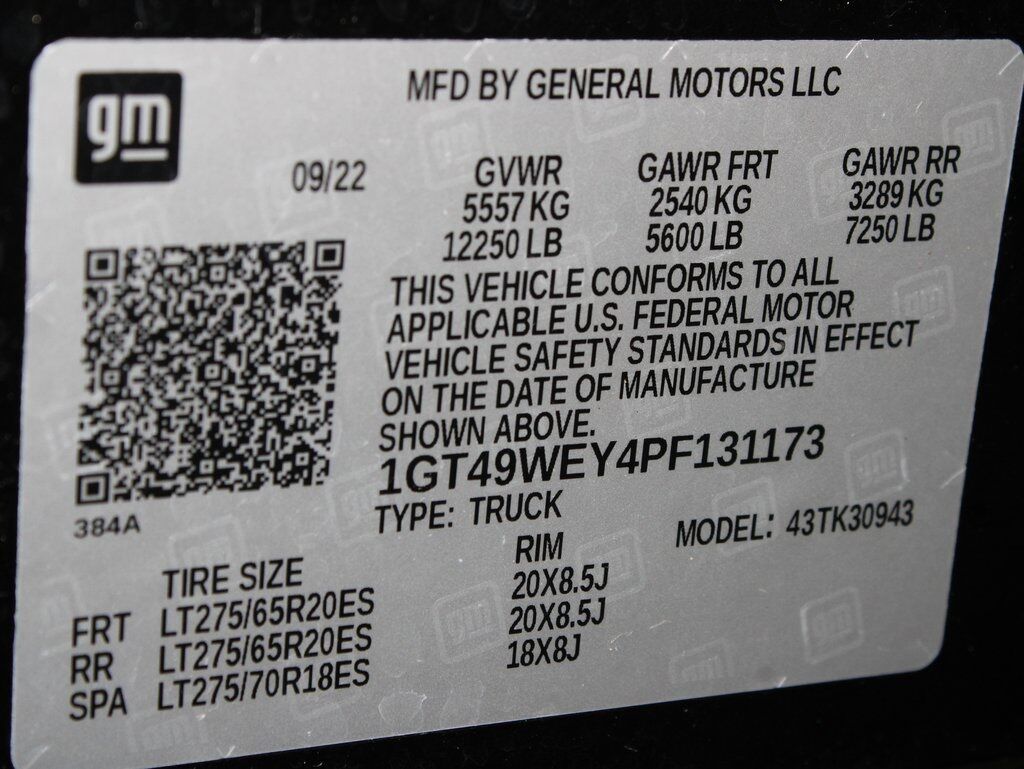 gm
MFD BY GENERAL MOTORS LLC
09/22
GVWR GAWR FRT GAWR RR
5557 KG 2540 KG 3289 KG
12250 LB 5600 LB 7250 LB
THIS VEHICLE CONFORMS TO ALL
APPLICABLE U.S. FEDERAL MOTOR
VEHICLE SAFETY STANDARDS IN EFFECT
ON THE DATE OF MANUFACTURE
SHOWN ABOVE.
1GT49WEY4PF131173
384A
TYPE: TRUCK MODEL: 43TK30943
TIRE SIZE RIM
FRT LT275/65R20ES 20X8.5J
RR LT275/65R20ES 20X8.5J
SPA LT275/70R18ES 18X8J